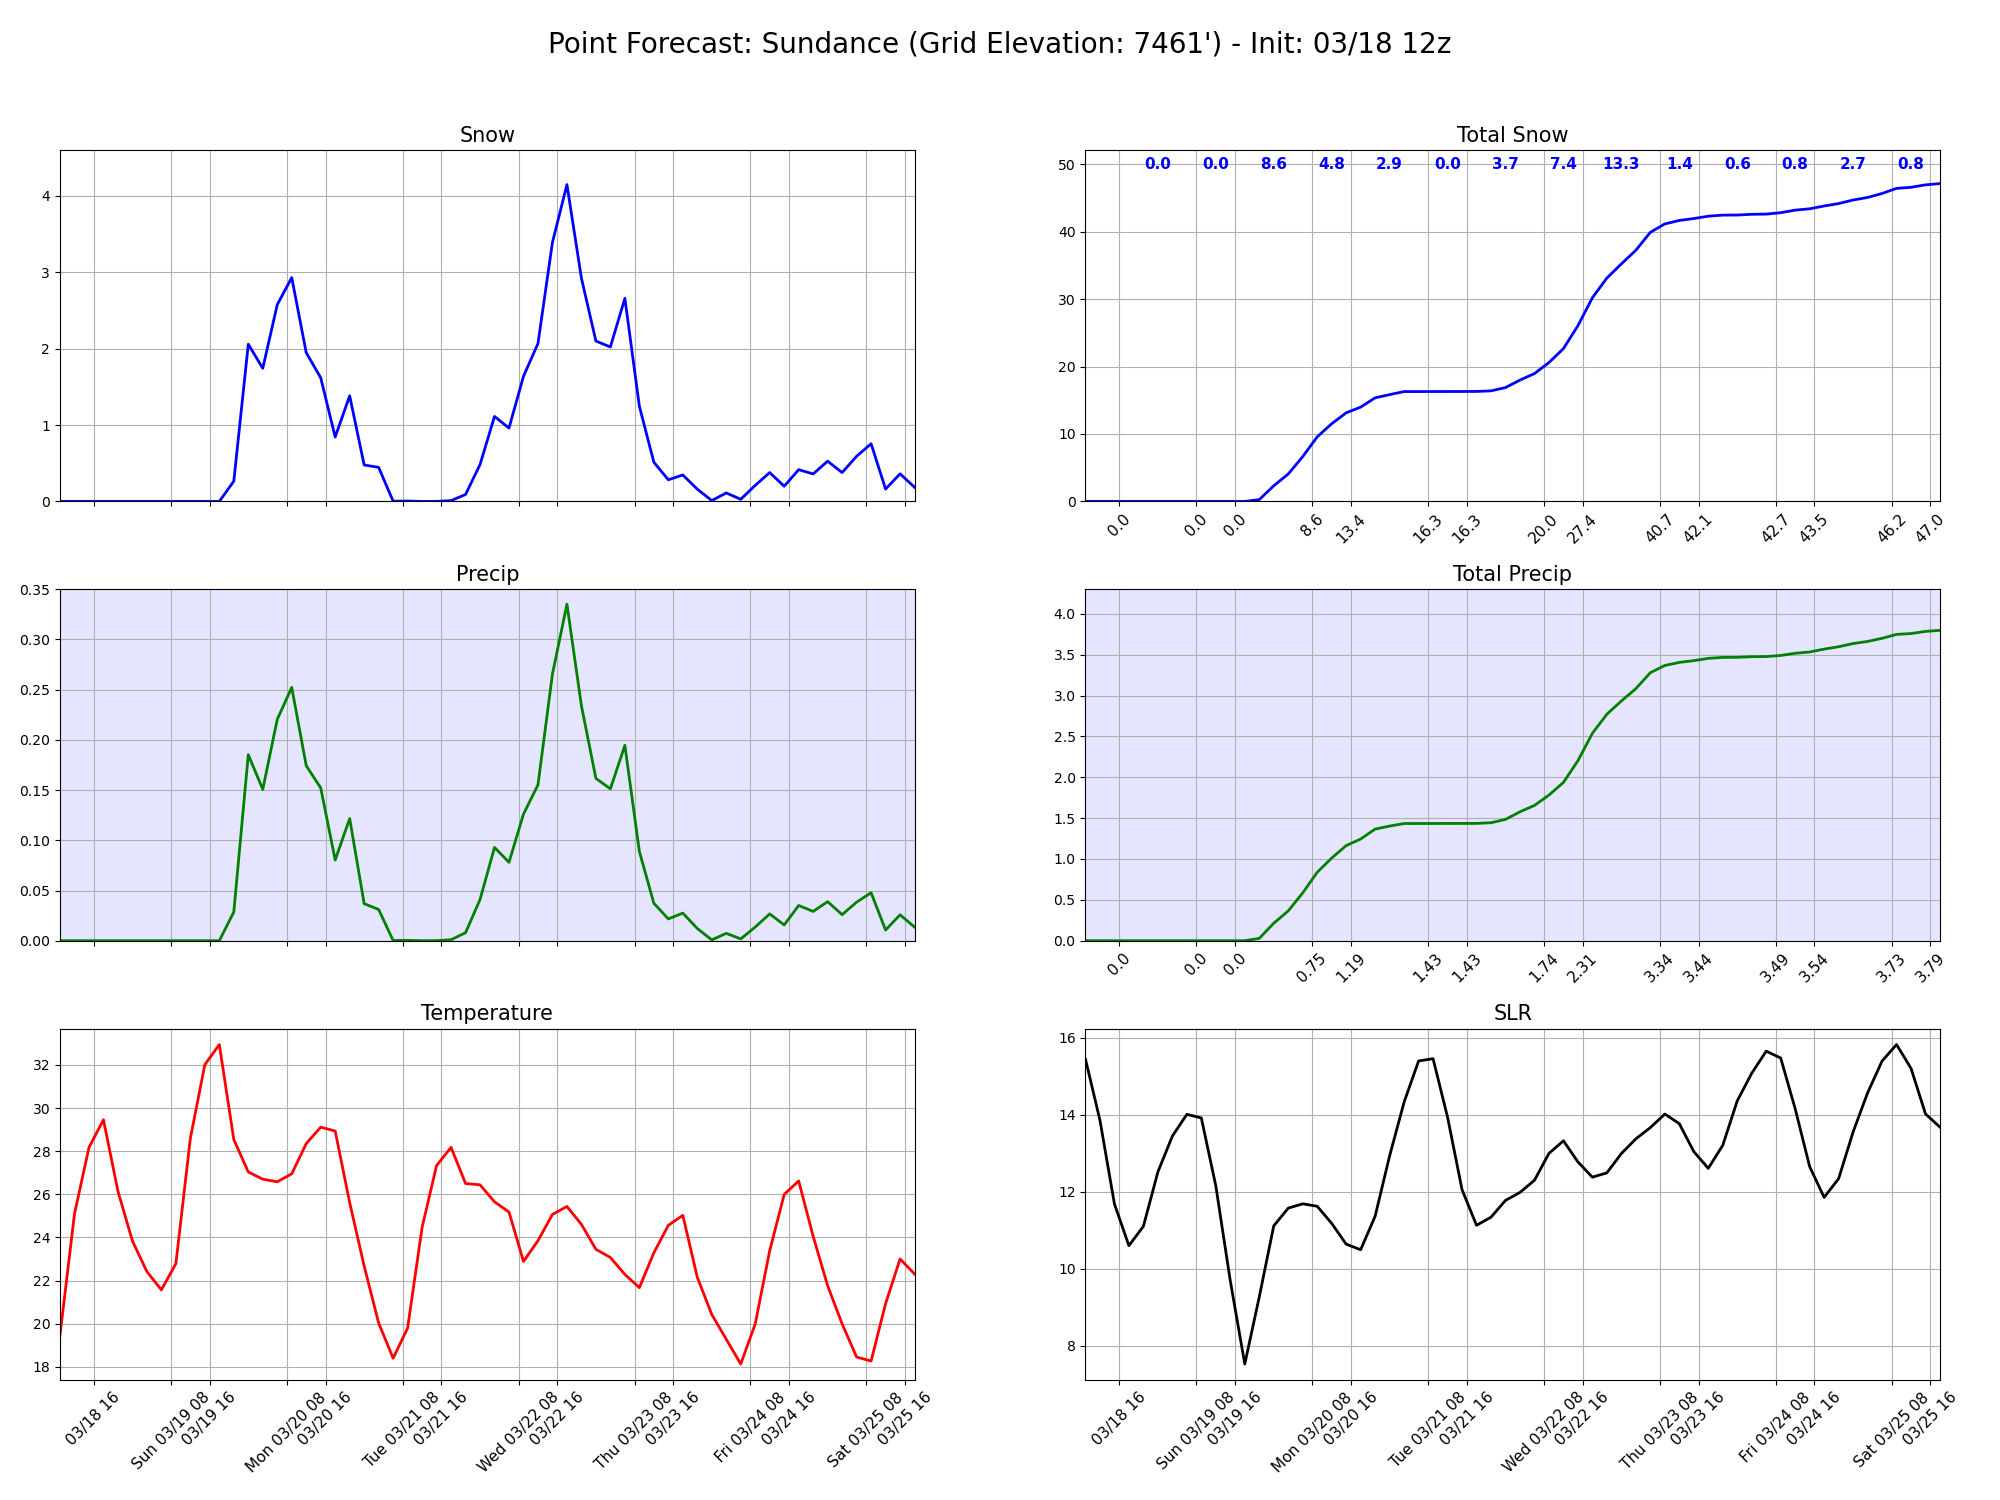 Point Forecast: Sundance (Grid Elevation: 7461') - Init: 03/18 12z
Snow
4
3
2
1
0
Total Snow
0.0 0.0 8.6 4.8 2.9 0.0 3.7 7.4 13.3 1.4 0.6 0.8 2.7 0.8
50
40
30
20
10
0
0.0 0.0 0.0 8.6 13.4 16.3 16.3 20.0 27.4 40.7 42.1 42.7 43.5 46.2 47.0
Precip
0.35
0.30
0.25
0.20
0.15
0.10
0.05
0.00
Total Precip
4.0
3.5
3.0
2.5
2.0
1.5
1.0
0.5
0.0
0.0 0.0 0.0 0.75 1.19 1.43 1.43 1.74 2.31 3.34 3.44 3.49 3.54 3.73 3.79
Temperature
32
30
28
26
24
22
20
18
03/18 16
Sun 03/19 08
03/19 16
Mon 03/20 08
03/20 16
Tue 03/21 08
03/21 16
Wed 03/22 08
03/22 16
Thu 03/23 08
03/23 16
Fri 03/24 08
03/24 16
Sat 03/25 08
03/25 16
SLR
16
14
12
10
8
03/18 16
Sun 03/19 08
03/19 16
Mon 03/20 08
03/20 16
Tue 03/21 08
03/21 16
Wed 03/22 08
03/22 16
Thu 03/23 08
03/23 16
Fri 03/24 08
03/24 16
Sat 03/25 08
03/25 16